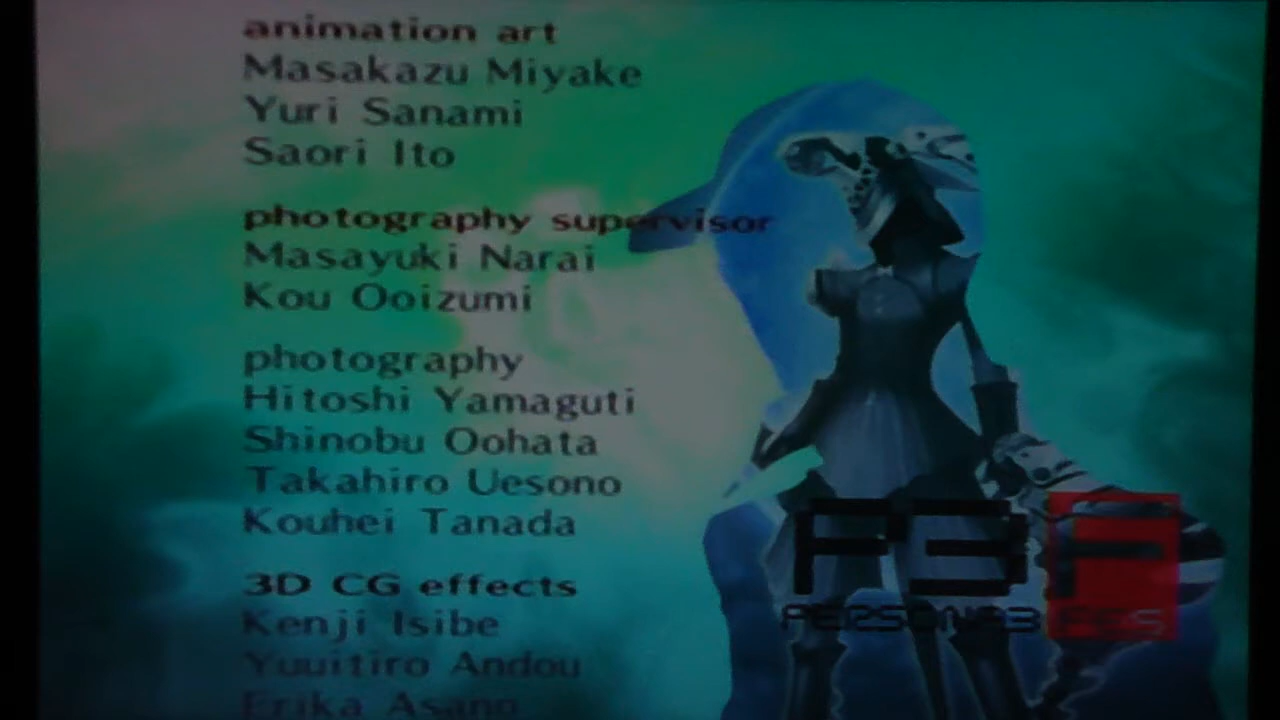 animation art
Masakazu Miyake
Yuri Sanami
Saori Ito
photography supervisor
Masayuki Narai
Kou Ooizumi
photography
Hitoshi Yamaguti
Shinobu Oohata
Takahiro Uesono
Kouhei Tanada
3D CG effects
Kenji Isibe
Yuuitiro Andou
Erika Asano
P3F
PERSONA3 FES